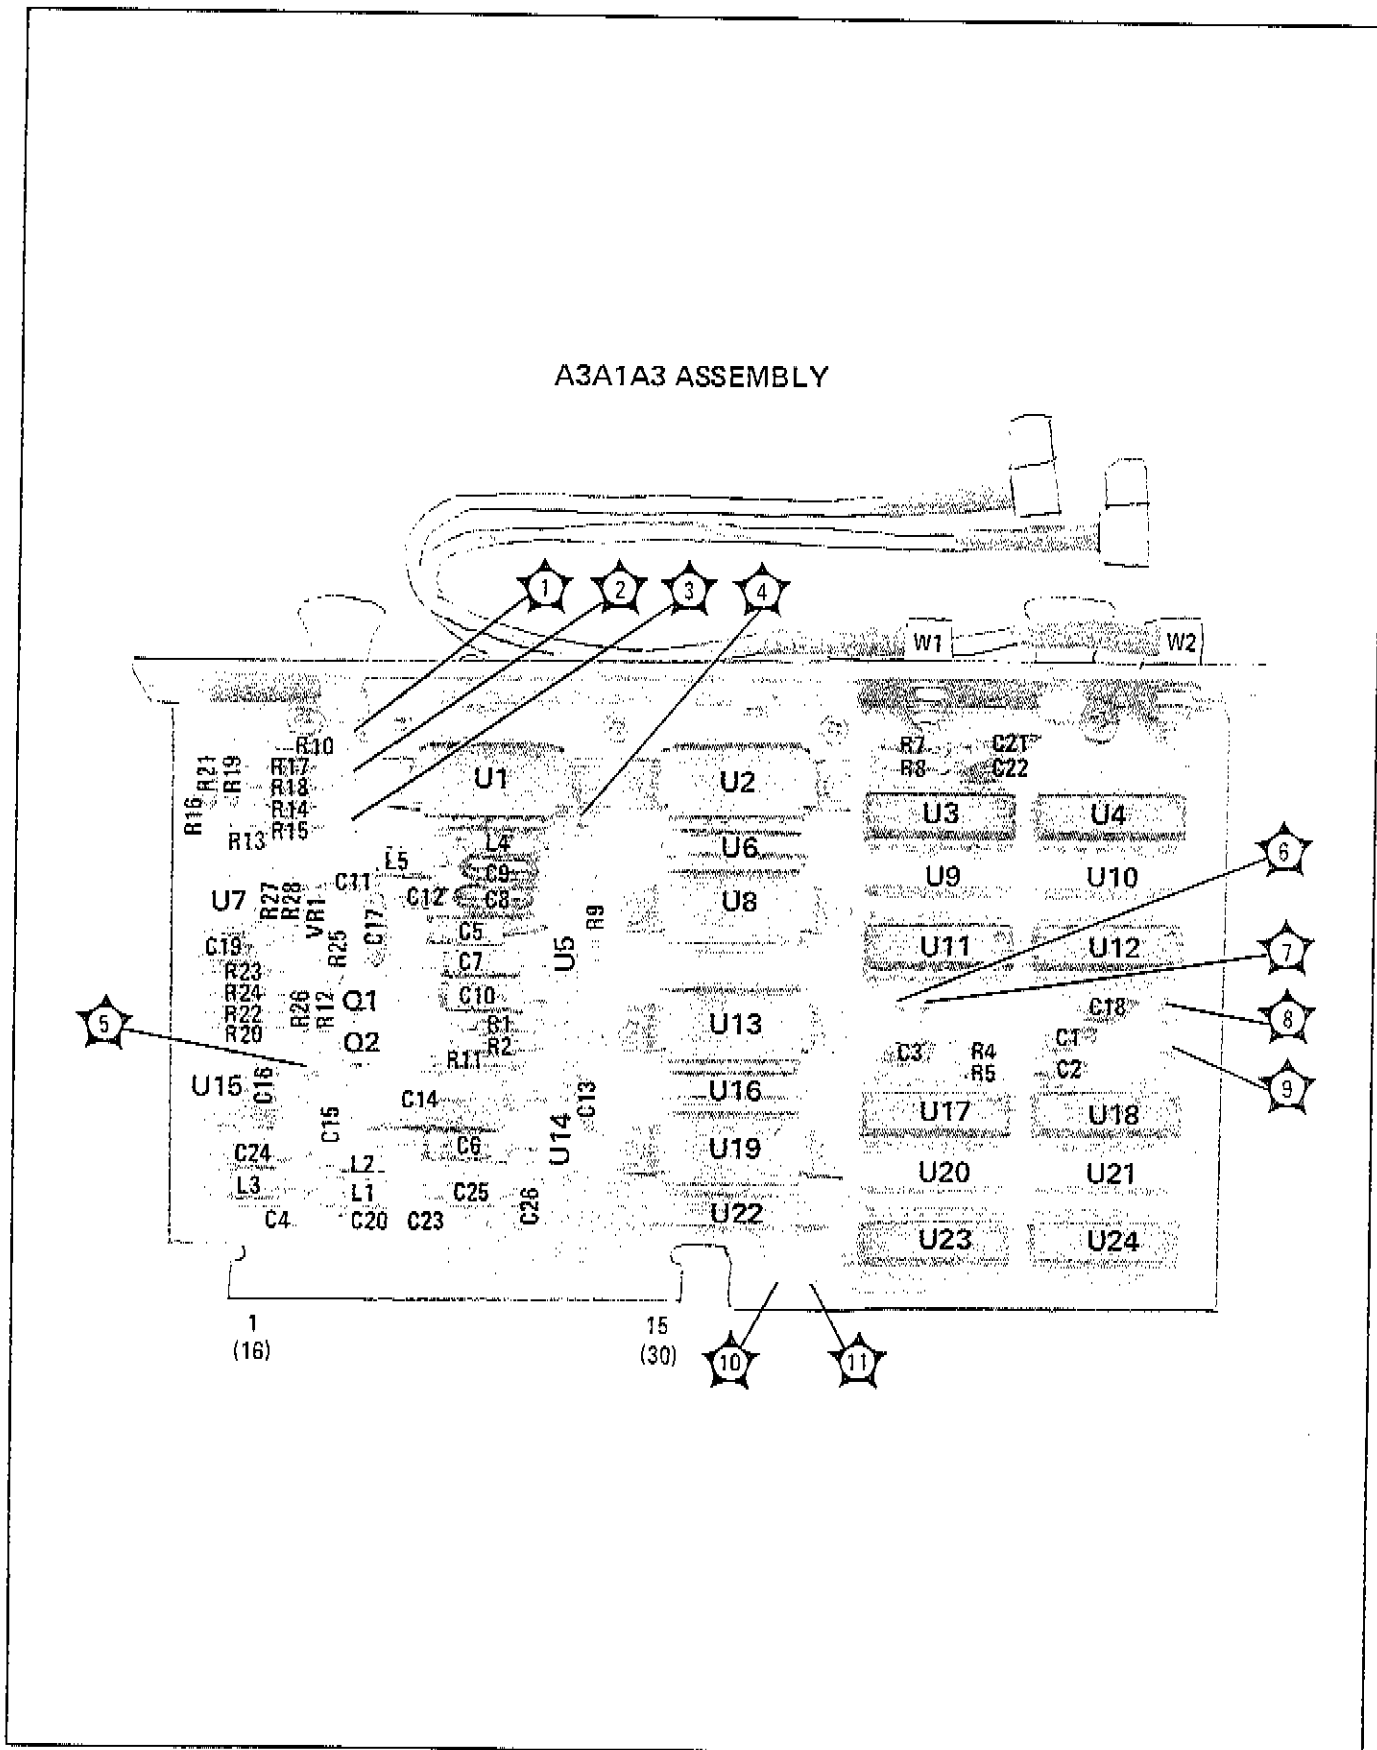 A3A1A3 ASSEMBLY
1 2 3 4
W1 W2
R10 R7 C21
R21 R19 R17 U1 U2 R8 C22
R18
R16 R14 U3 U4
R15
R13 L4 U6
L5 C9 6
C11 U9 U10
U7 R27 R28 VR1 C12 C8 U8
C17 R9
C19 R25 C5 U5 U11 U12 7
R23 C7
R24 R26 R12 Q1 C10 C18 8
R22 R1 U13
5 R20 Q2 R2 C3 R4 C1
R11 R5 C2
U15 C16 C14 C13 U16 9
C15 U14 U17 U18
C24 C6 U19
L2 U20 U21
L3 L1 C25 C26
C4 C20 C23 U22
U23 U24
1 15
(16) (30) 10 11